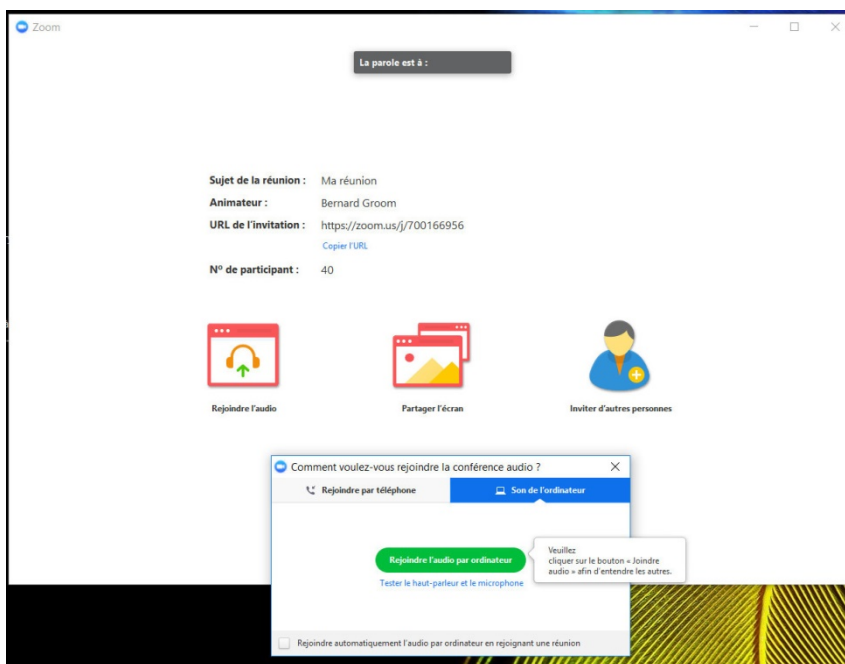 Zoom
La parole est à :
Sujet de la réunion : Ma réunion
Animateur : Bernard Groom
URL de l'invitation : https://zoom.us/j/700166956
Copier l'URL
Nº de participant : 40
Rejoindre l'audio
Partager l'écran
Inviter d'autres personnes
Comment voulez-vous rejoindre la conférence audio ?
Rejoindre par téléphone
Son de l'ordinateur
Rejoindre l'audio par ordinateur
Veuillez
cliquer sur le bouton « Joindre
audio » afin d'entendre les autres.
Tester le haut-parleur et le microphone
Rejoindre automatiquement l'audio par ordinateur en rejoignant une réunion